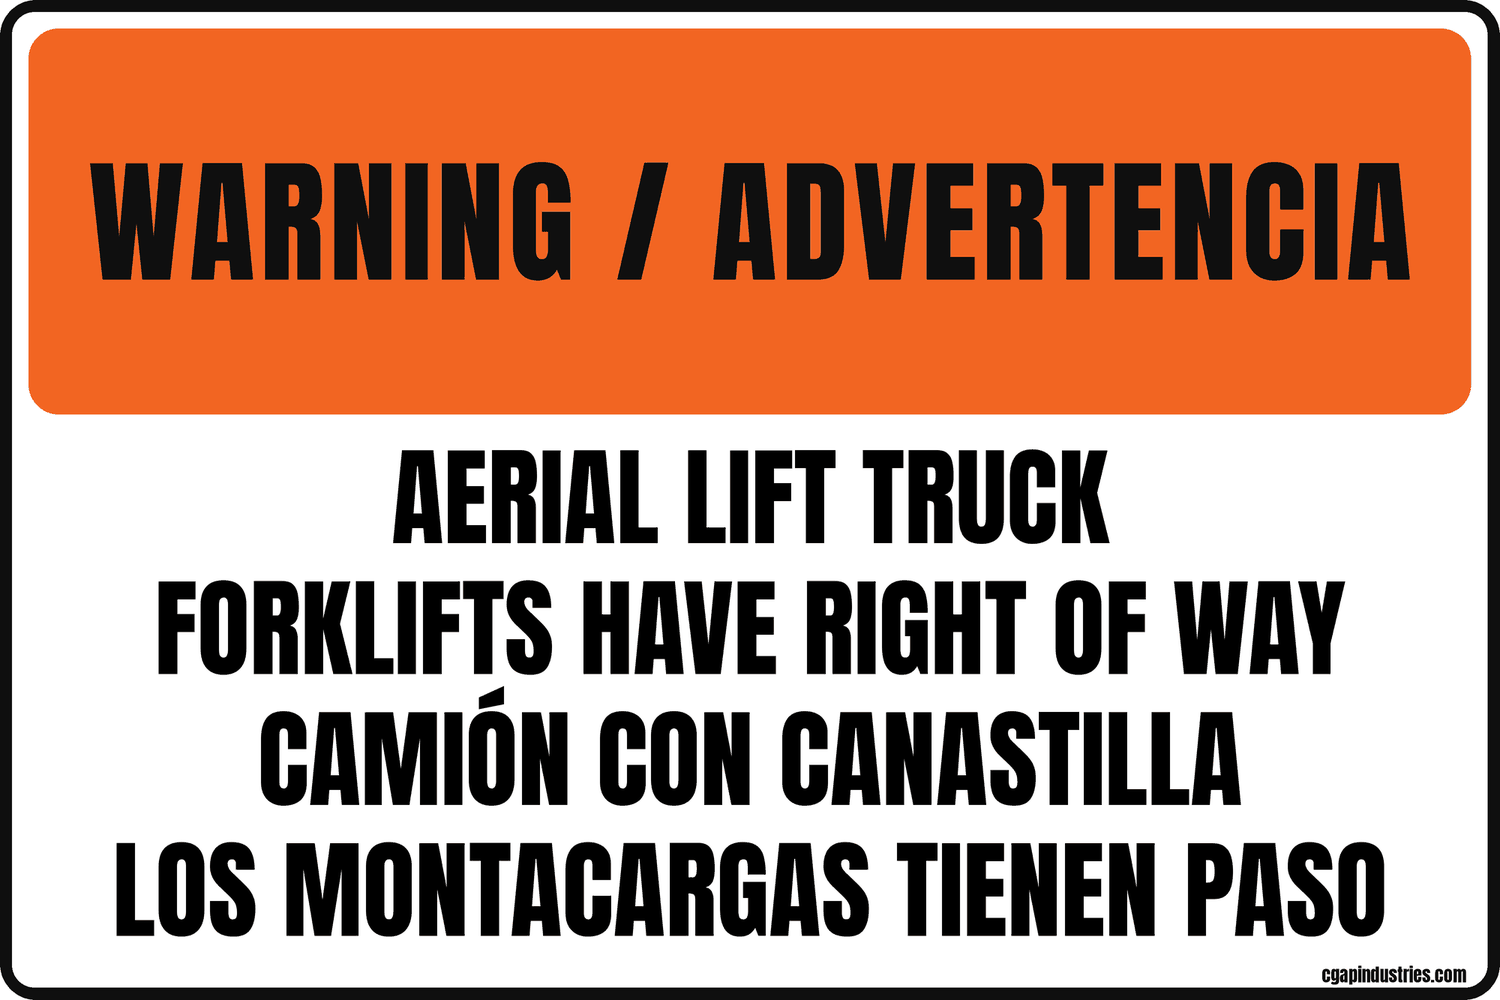 WARNING / ADVERTENCIA
AERIAL LIFT TRUCK
FORKLIFTS HAVE RIGHT OF WAY
CAMIÓN CON CANASTILLA
LOS MONTACARGAS TIENEN PASO
cgapindustries.com